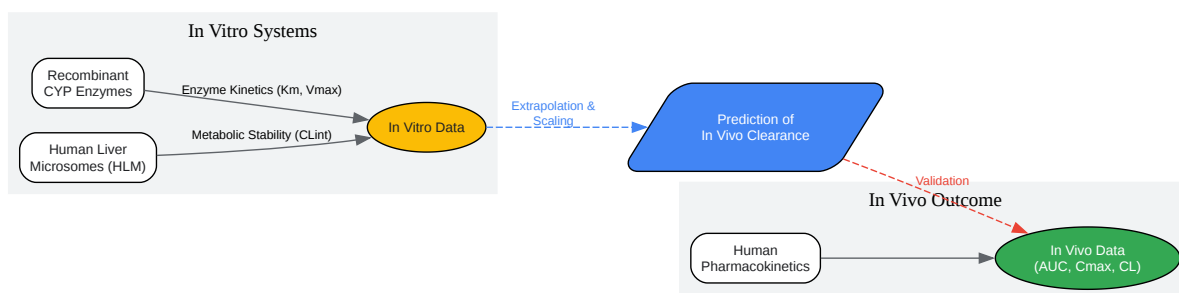 In Vitro Systems
Recombinant
CYP Enzymes
Enzyme Kinetics (Km, Vmax)
Human Liver
Microsomes (HLM)
Metabolic Stability (CLint)
In Vitro Data
Extrapolation &
Scaling
Prediction of
In Vivo Clearance
Validation
In Vivo Outcome
Human
Pharmacokinetics
In Vivo Data
(AUC, Cmax, CL)